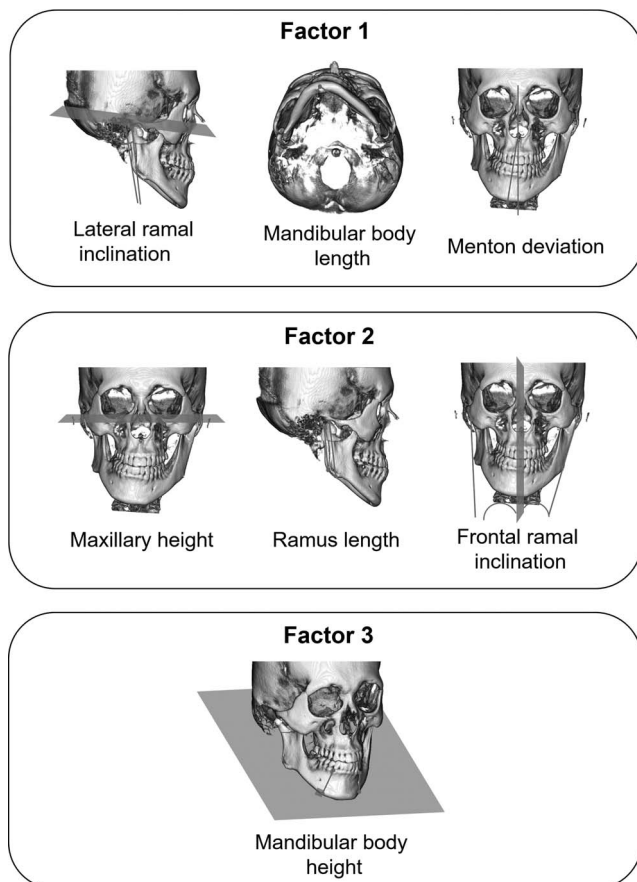 Factor 1
Lateral ramal
inclination
Mandibular body
length
Menton deviation
Factor 2
Maxillary height
Ramus length
Frontal ramal
inclination
Factor 3
Mandibular body
height